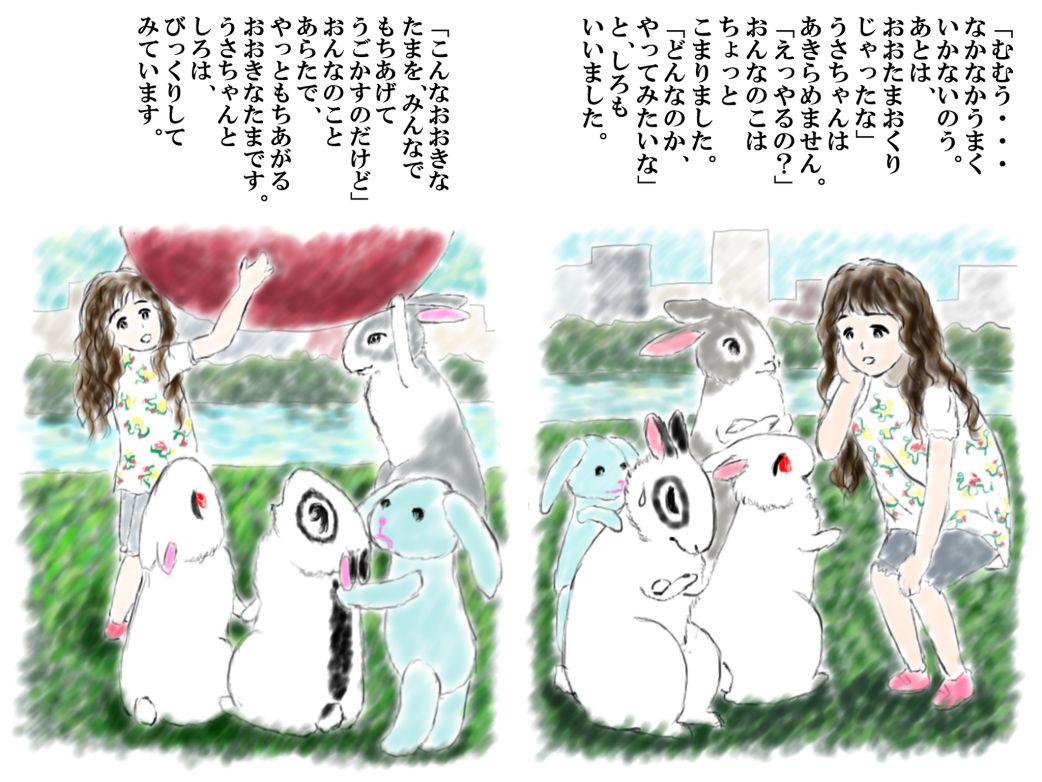 「むむう・・・
なかなかうまく
いかないのう。
あとは、
おおたまおくり
じゃったな」
うさちゃんは
あきらめません。
「えっやるの？」
おんなのこは
ちょっと
こまりました。
「どんなのか、
やってみたいな」
と、しろも
いいました。
「こんなおおきな
たまを、みんなで
もちあげて
うごかすのだけど」
おんなのこと
あらたで、
やっともちあがる
おおきなたまです。
うさちゃんと
しろは、
びっくりして
みています。